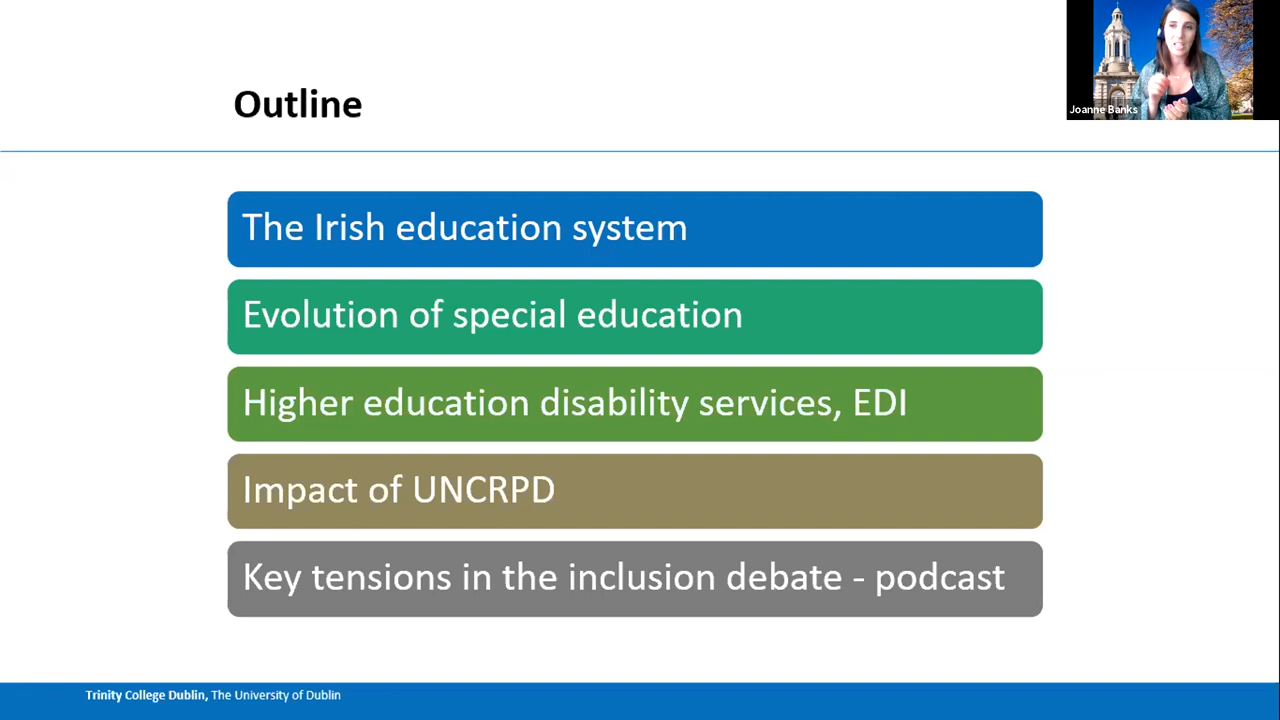 Joanne Banks
Outline
The Irish education system
Evolution of special education
Higher education disability services, EDI
Impact of UNCRPD
Key tensions in the inclusion debate - podcast
Trinity College Dublin, The University of Dublin